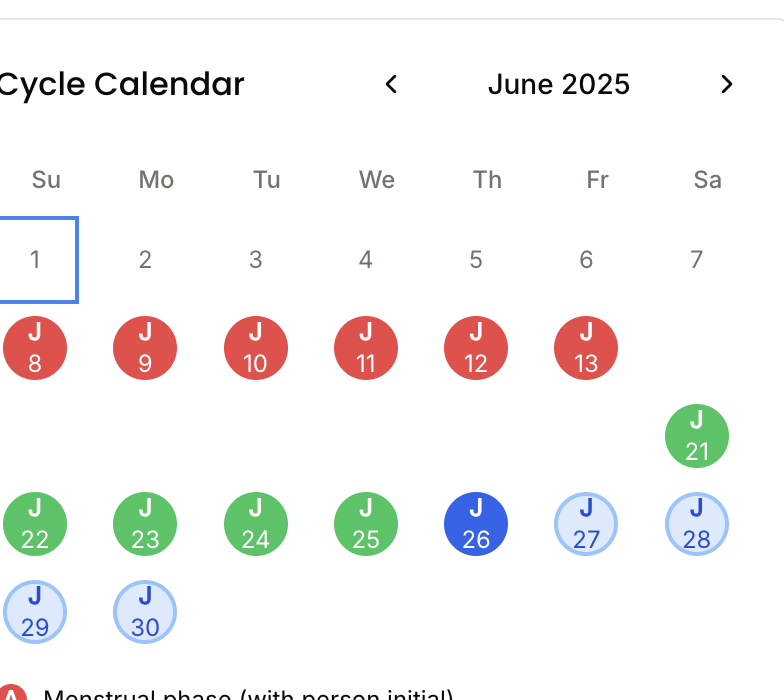 Cycle Calendar
June 2025
Su Mo Tu We Th Fr Sa
1 2 3 4 5 6 7
J J J J J J
8 9 10 11 12 13
J
21
J J J J J J J
22 23 24 25 26 27 28
J J
29 30
A Menstrual phase (with person initial)